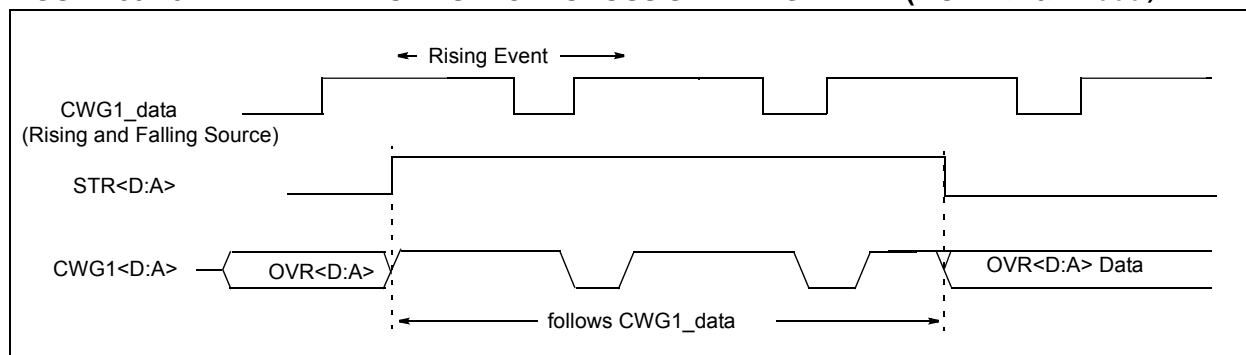 Rising Event
CWG1_data
(Rising and Falling Source)
STR<D:A>
CWG1<D:A>
OVR<D:A>
OVR<D:A> Data
follows CWG1_data